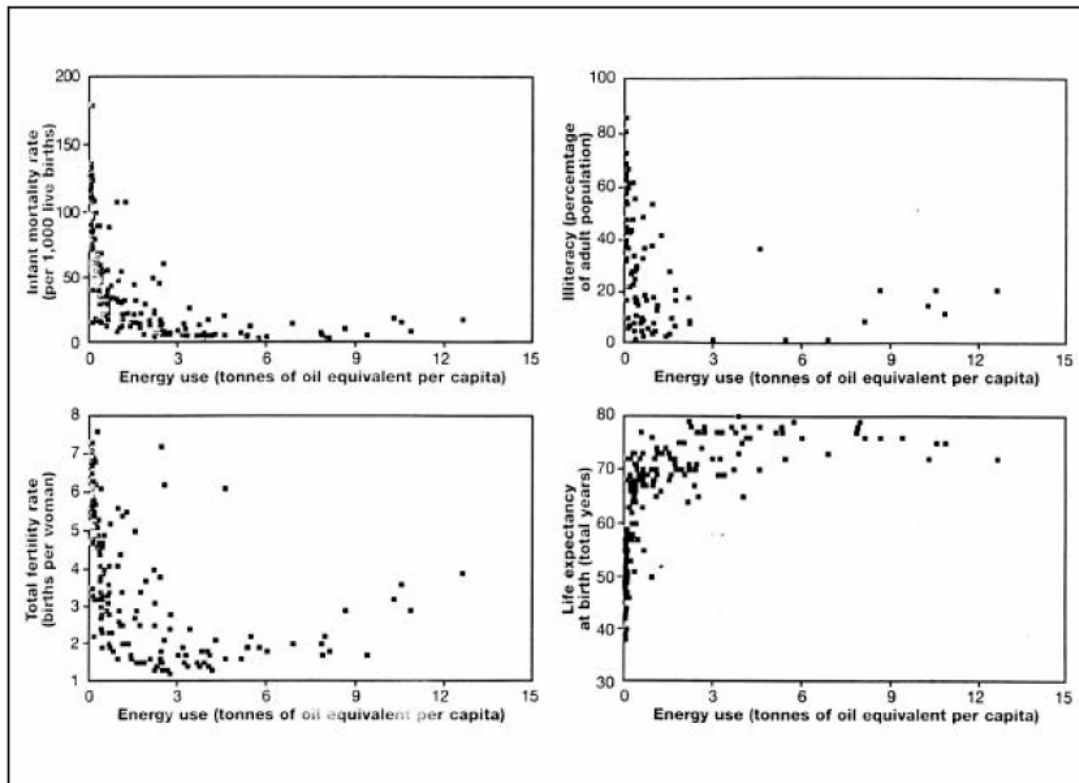 200
150
100
50
0
Infant mortality rate
(per 1,000 live births)
0 3 6 9 12 15
Energy use (tonnes of oil equivalent per capita)
100
80
60
40
20
0
Illiteracy (percemtage
of adult population)
0 3 6 9 12 15
Energy use (tonnes of oil equivalent per capita)
8
7
6
5
4
3
2
1
Total fertility rate
(births per woman)
0 3 6 9 12 15
Energy use (tonnes of oil equivalent per capita)
80
70
60
50
40
30
Life expectancy
at birth (total years)
0 3 6 9 12 15
Energy use (tonnes of oil equivalent per capita)